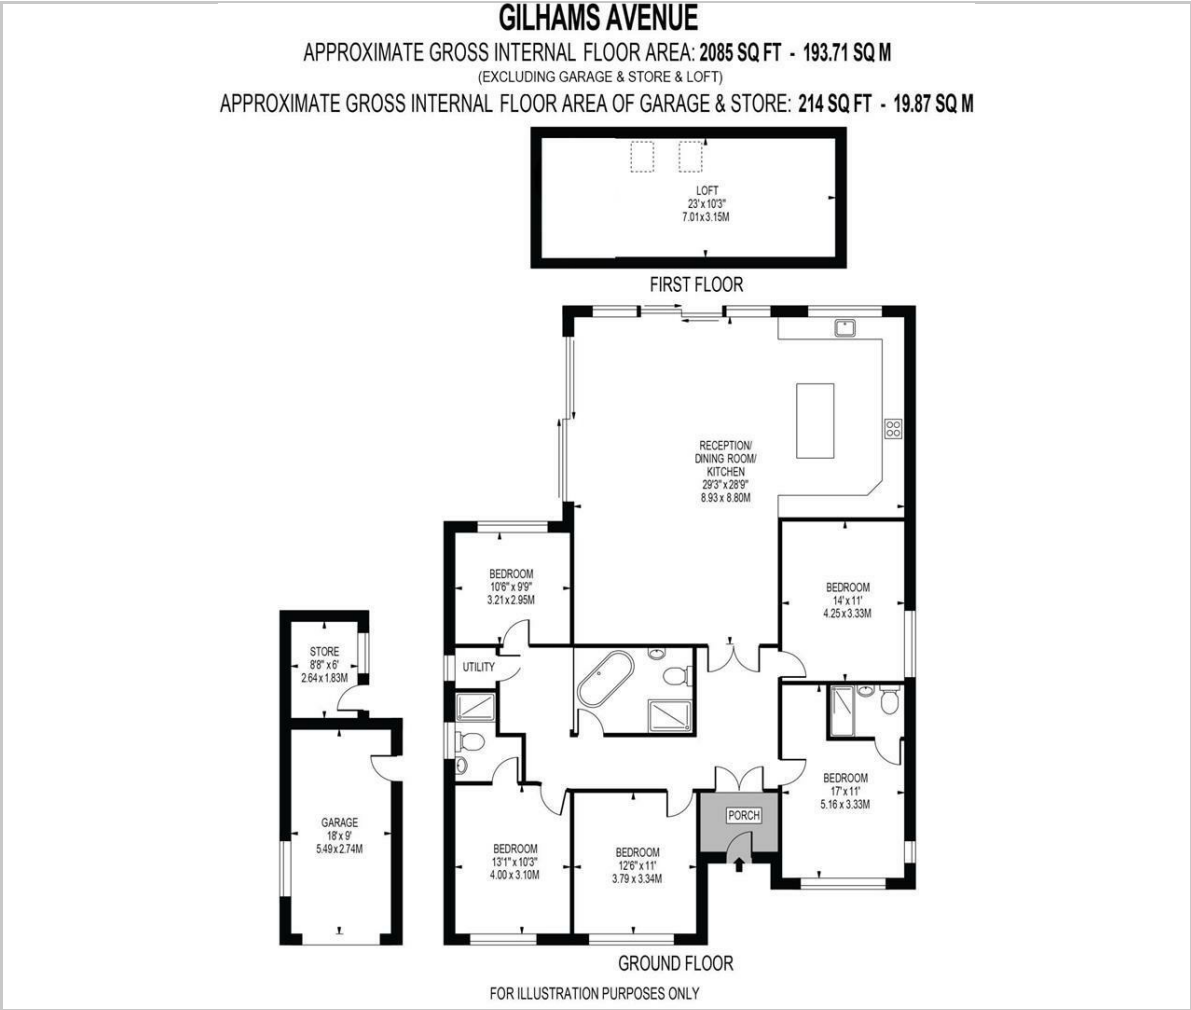 GILHAMS AVENUE
APPROXIMATE GROSS INTERNAL FLOOR AREA: 2085 SQ FT - 193.71 SQ M
(EXCLUDING GARAGE & STORE & LOFT)
APPROXIMATE GROSS INTERNAL FLOOR AREA OF GARAGE & STORE: 214 SQ FT - 19.87 SQ M
LOFT
23' x 10'3"
7.01 x 3.15M
FIRST FLOOR
RECEPTION/
DINING ROOM/
KITCHEN
29'3" x 28'9"
8.93 x 8.80M
BEDROOM
10'6" x 9'9"
3.21 x 2.95M
BEDROOM
14' x 11'
4.25 x 3.33M
STORE
8'8" x 6'
2.64 x 1.83M
UTILITY
BEDROOM
17' x 11'
5.16 x 3.33M
PORCH
GARAGE
18' x 9'
5.49 x 2.74M
BEDROOM
13'1" x 10'3"
4.00 x 3.10M
BEDROOM
12'6" x 11'
3.79 x 3.34M
GROUND FLOOR
FOR ILLUSTRATION PURPOSES ONLY